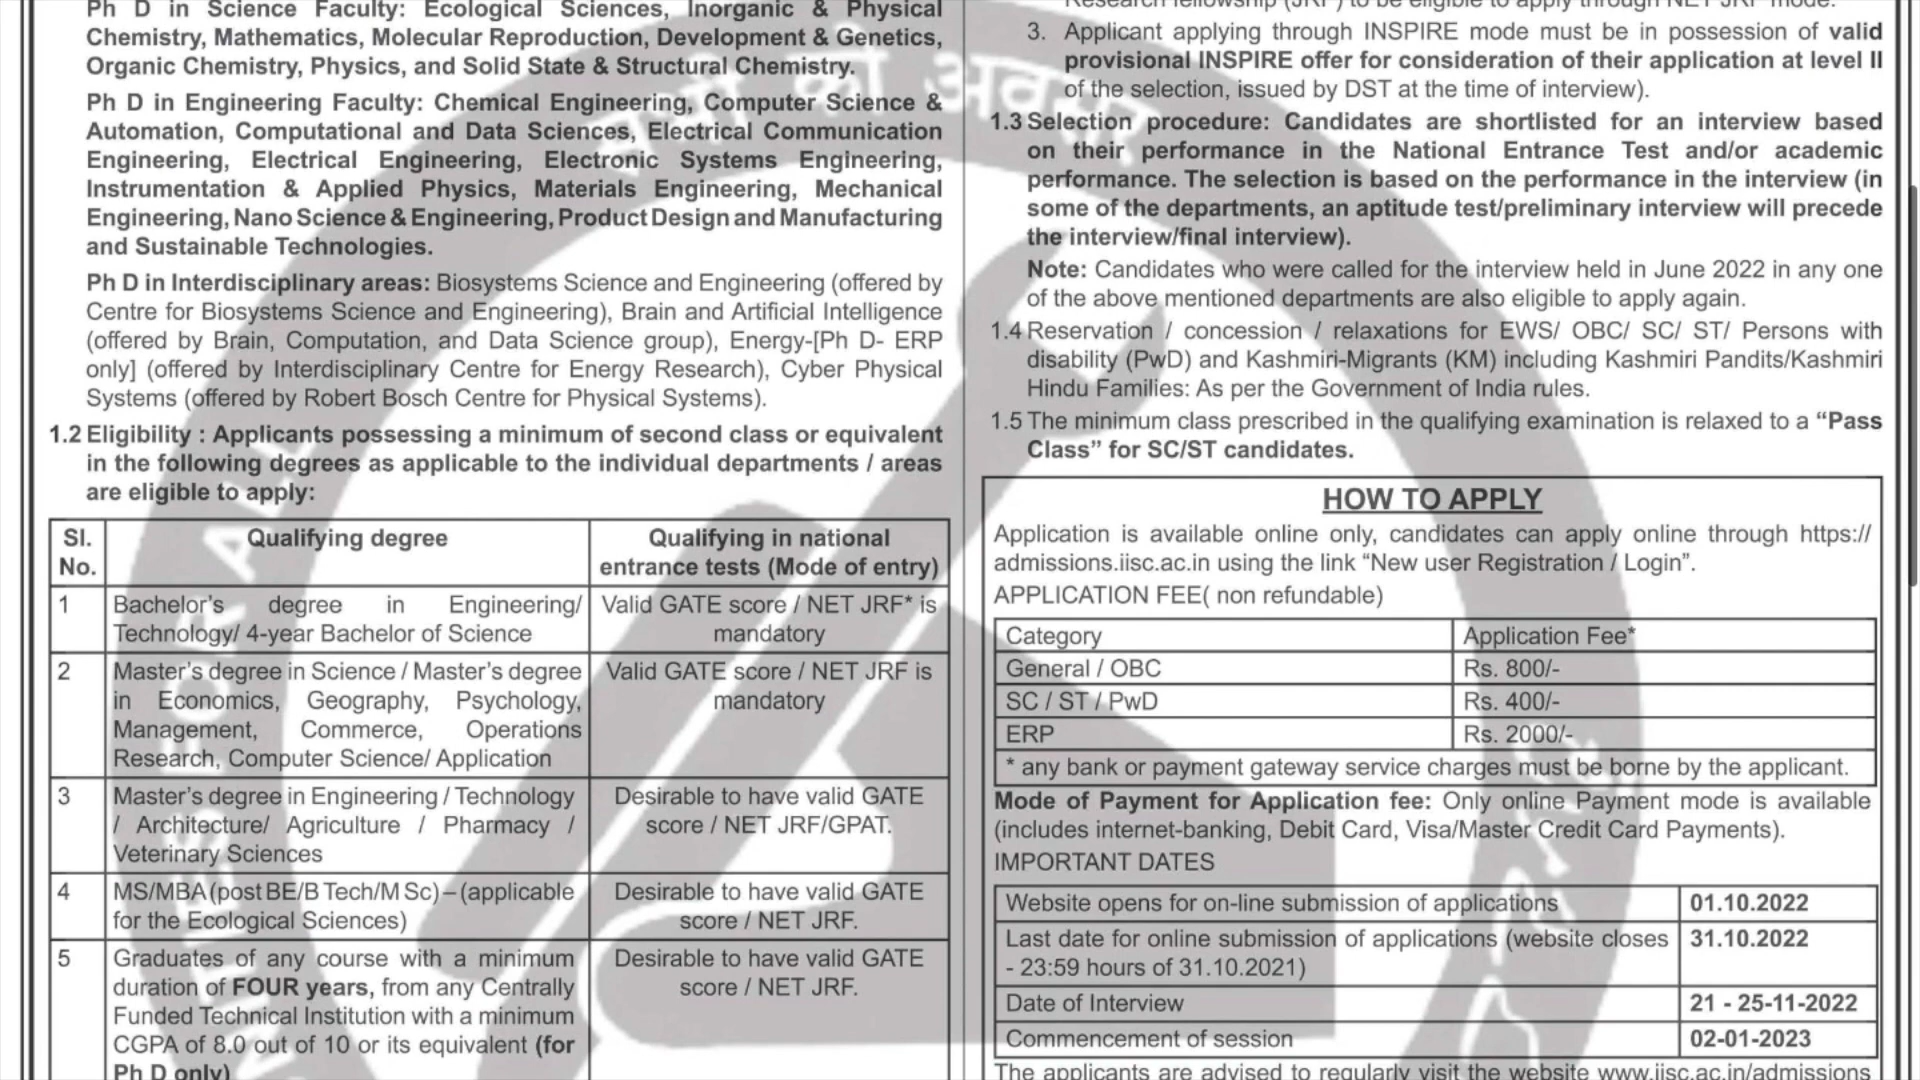 Ph D in Science Faculty: Ecological Sciences, Inorganic & Physical
Chemistry, Mathematics, Molecular Reproduction, Development & Genetics,
Organic Chemistry, Physics, and Solid State & Structural Chemistry.
Ph D in Engineering Faculty: Chemical Engineering, Computer Science &
Automation, Computational and Data Sciences, Electrical Communication
Engineering, Electrical Engineering, Electronic Systems Engineering,
Instrumentation & Applied Physics, Materials Engineering, Mechanical
Engineering, Nano Science & Engineering, Product Design and Manufacturing
and Sustainable Technologies.
Ph D in Interdisciplinary areas: Biosystems Science and Engineering (offered by
Centre for Biosystems Science and Engineering), Brain and Artificial Intelligence
(offered by Brain, Computation, and Data Science group), Energy-[Ph D- ERP
only] (offered by Interdisciplinary Centre for Energy Research), Cyber Physical
Systems (offered by Robert Bosch Centre for Physical Systems).
1.2 Eligibility : Applicants possessing a minimum of second class or equivalent
in the following degrees as applicable to the individual departments / areas
are eligible to apply:
Sl. No. Qualifying degree Qualifying in national entrance tests (Mode of entry)
1 Bachelor's degree in Engineering/ Valid GATE score / NET JRF* is
Technology/ 4-year Bachelor of Science mandatory
2 Master's degree in Science / Master's degree Valid GATE score / NET JRF is
in Economics, Geography, Psychology, mandatory
Management, Commerce, Operations
Research, Computer Science/ Application
3 Master's degree in Engineering / Technology Desirable to have valid GATE
/ Architecture/ Agriculture / Pharmacy / score / NET JRF/GPAT.
Veterinary Sciences
4 MS/MBA (post BE/B Tech/M Sc) – (applicable Desirable to have valid GATE
for the Ecological Sciences) score / NET JRF.
5 Graduates of any course with a minimum Desirable to have valid GATE
duration of FOUR years, from any Centrally score / NET JRF.
Funded Technical Institution with a minimum
CGPA of 8.0 out of 10 or its equivalent (for
Ph D only)
Research fellowship (JRF) to be eligible to apply through NET JRF mode.
3. Applicant applying through INSPIRE mode must be in possession of valid
provisional INSPIRE offer for consideration of their application at level II
of the selection, issued by DST at the time of interview).
1.3 Selection procedure: Candidates are shortlisted for an interview based
on their performance in the National Entrance Test and/or academic
performance. The selection is based on the performance in the interview (in
some of the departments, an aptitude test/preliminary interview will precede
the interview/final interview).
Note: Candidates who were called for the interview held in June 2022 in any one
of the above mentioned departments are also eligible to apply again.
1.4 Reservation / concession / relaxations for EWS/ OBC/ SC/ ST/ Persons with
disability (PwD) and Kashmiri-Migrants (KM) including Kashmiri Pandits/Kashmiri
Hindu Families: As per the Government of India rules.
1.5 The minimum class prescribed in the qualifying examination is relaxed to a “Pass
Class” for SC/ST candidates.
HOW TO APPLY
Application is available online only, candidates can apply online through https://
admissions.iisc.ac.in using the link “New user Registration / Login”.
APPLICATION FEE( non refundable)
Category Application Fee*
General / OBC Rs. 800/-
SC / ST / PwD Rs. 400/-
ERP Rs. 2000/-
* any bank or payment gateway service charges must be borne by the applicant.
Mode of Payment for Application fee: Only online Payment mode is available
(includes internet-banking, Debit Card, Visa/Master Credit Card Payments).
IMPORTANT DATES
Website opens for on-line submission of applications 01.10.2022
Last date for online submission of applications (website closes 31.10.2022
- 23:59 hours of 31.10.2021)
Date of Interview 21 - 25-11-2022
Commencement of session 02-01-2023
The applicants are advised to regularly visit the website www.iisc.ac.in/admissions